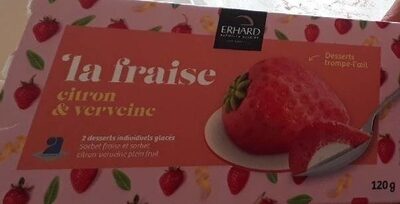 ERHARD
Desserts
trompe-l'œil
'la fraise
citron
& verveine
2 desserts individuels glacés
Sorbet fraise et sorbet
citron-verveine plein fruit
120g